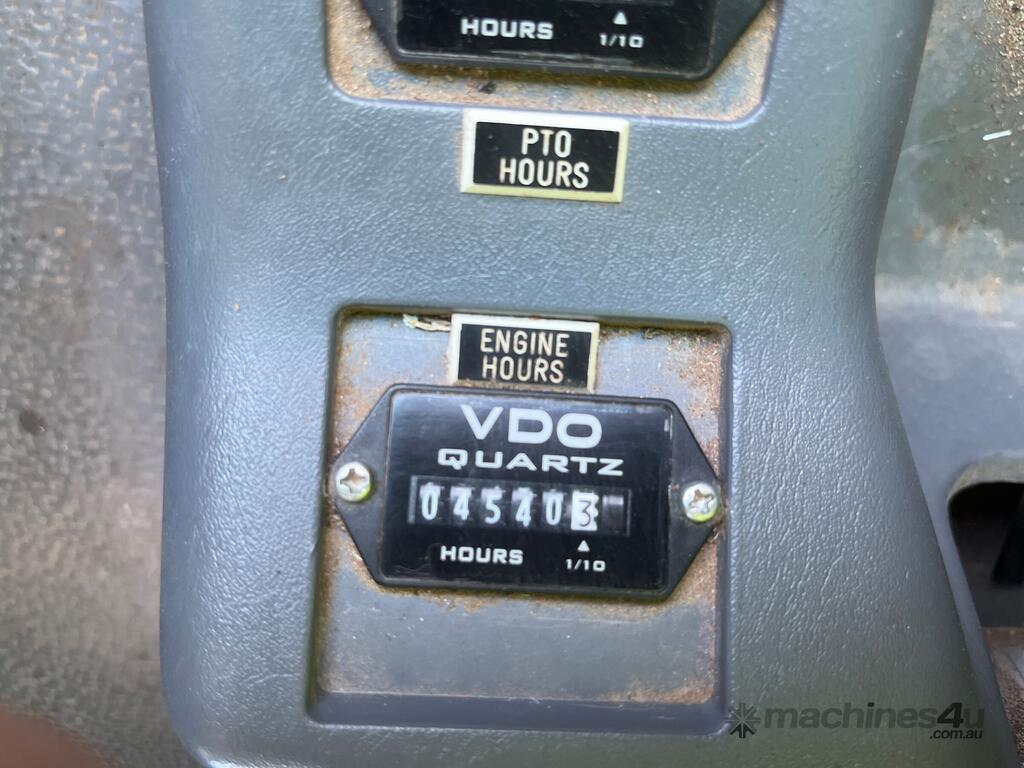 HOURS 1/10
PTO
HOURS
ENGINE
HOURS
VDO
QUARTZ
045403
HOURS 1/10
machines4u
.com.au